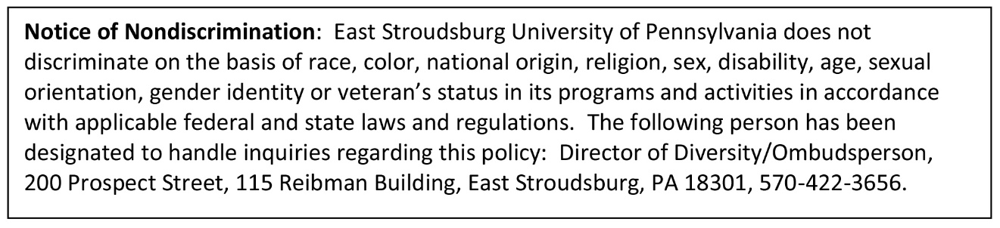 Notice of Nondiscrimination:  East Stroudsburg University of Pennsylvania does not
discriminate on the basis of race, color, national origin, religion, sex, disability, age, sexual
orientation, gender identity or veteran’s status in its programs and activities in accordance
with applicable federal and state laws and regulations.  The following person has been
designated to handle inquiries regarding this policy:  Director of Diversity/Ombudsperson,
200 Prospect Street, 115 Reibman Building, East Stroudsburg, PA 18301, 570-422-3656.